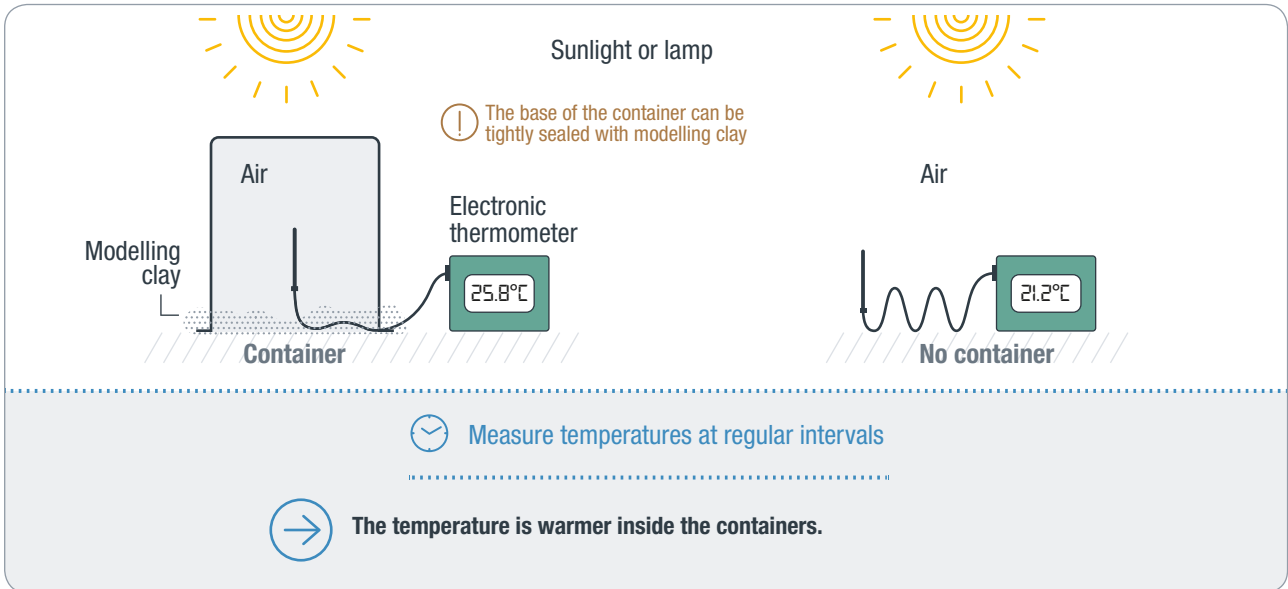 Sunlight or lamp
The base of the container can be
tightly sealed with modelling clay
Air
Air
Electronic
thermometer
Modelling
clay
25.8°C
21.2°C
Container
No container
Measure temperatures at regular intervals
The temperature is warmer inside the containers.